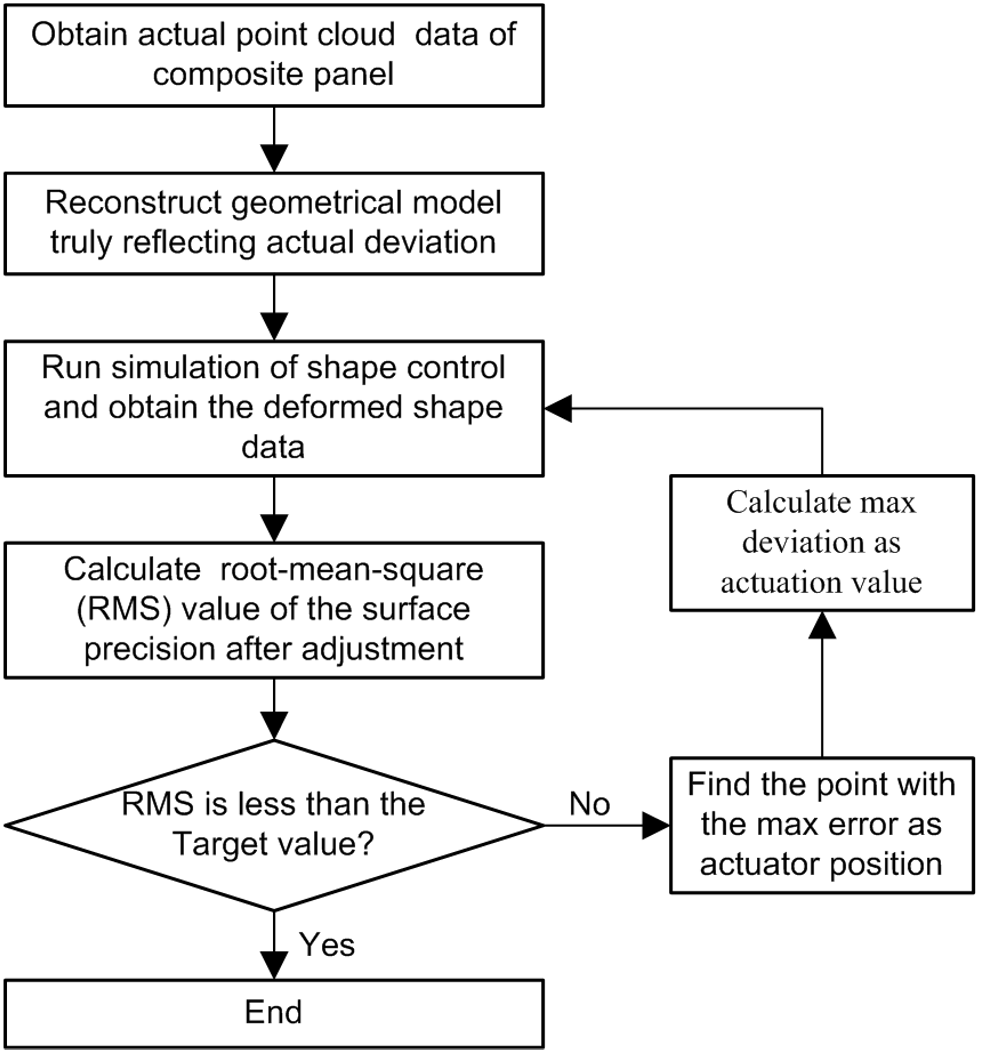 Obtain actual point cloud data of
composite panel
Reconstruct geometrical model
truly reflecting actual deviation
Run simulation of shape control
and obtain the deformed shape
data
Calculate root-mean-square
(RMS) value of the surface
precision after adjustment
RMS is less than the
Target value?
No
Find the point with
the max error as
actuator position
Calculate max
deviation as
actuation value
Yes
End